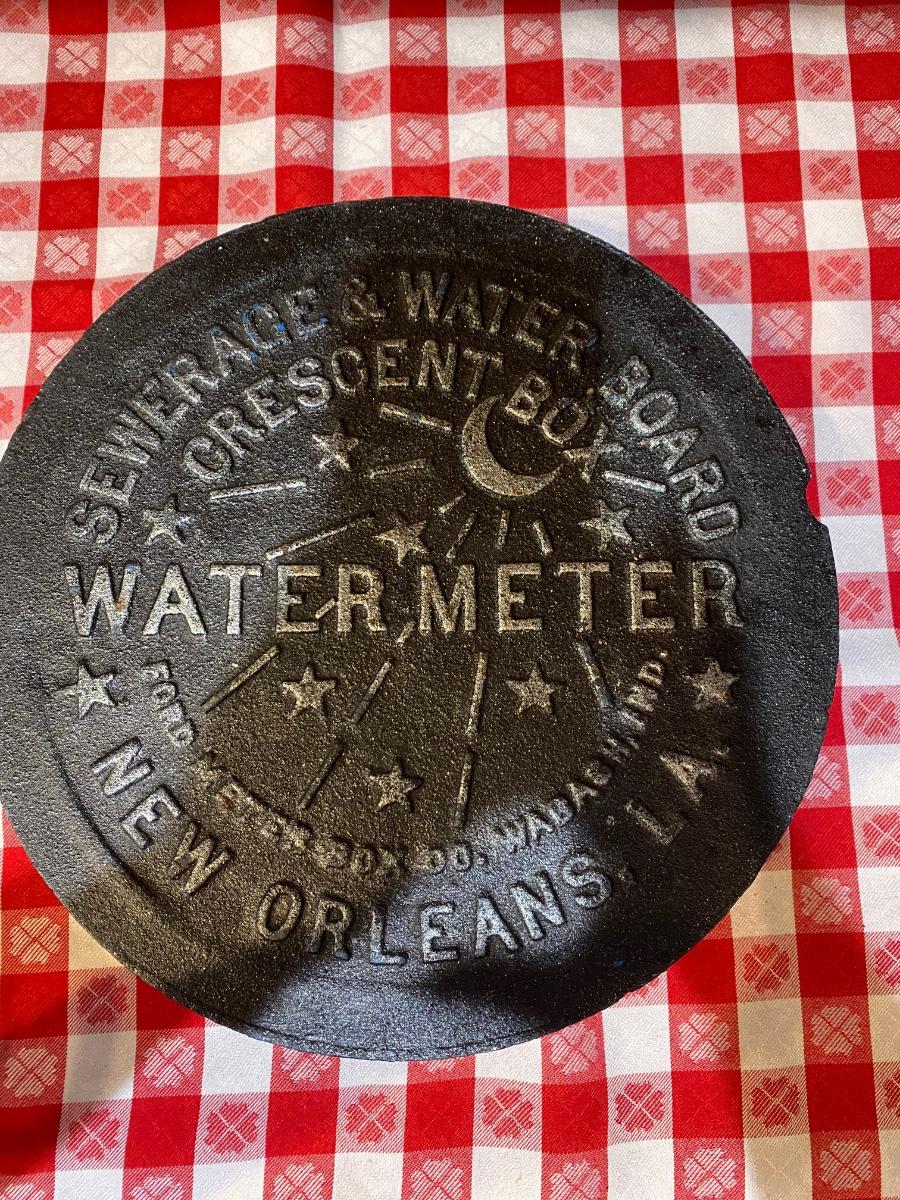 SEWERAGE & WATER BOARD
CRESCENT BOX
WATER METER
FORD METER BOX CO. WABASH, IND.
NEW ORLEANS, LA.